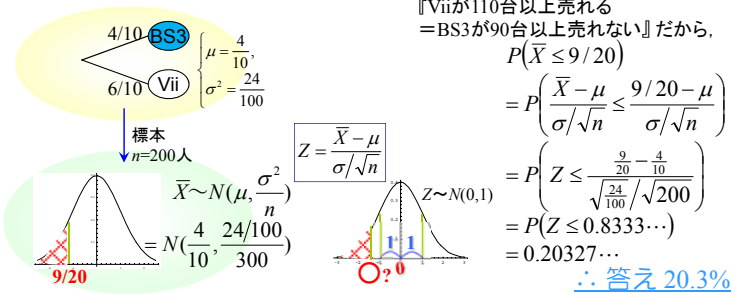 『Viiが110台以上売れる
＝BS3が90台以上売れない』だから,
4/10 BS3
6/10 Vii
μ = 4/10,
σ² = 24/100
標本
n=200人
X̄～N(μ, σ²/n)
= N(4/10, (24/100)/300)
9/20
Z = (X̄ − μ)/(σ/√n)
Z～N(0,1)
1 1
○? 0
P(X̄ ≤ 9/20)
= P((X̄ − μ)/(σ/√n) ≤ (9/20 − μ)/(σ/√n))
= P(Z ≤ (9/20 − 4/10)/(√(24/100)/√200))
= P(Z ≤ 0.8333⋯)
= 0.20327⋯
∴ 答え 20.3%